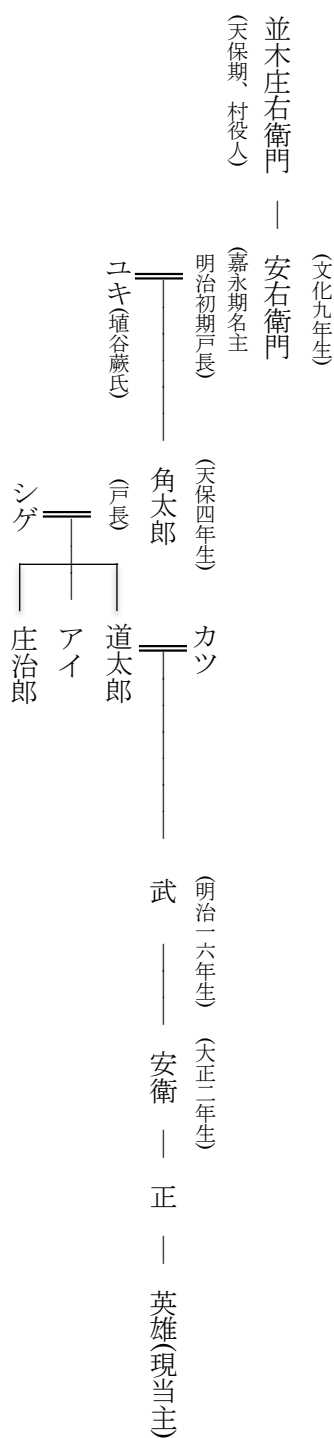 並木庄右衛門
(天保期、村役人)
(文化九年生)
安右衛門
(嘉永期名主
明治初期戸長)
ユキ(埴谷蕨氏)
(天保四年生)
角太郎
(戸長)
シゲ
カツ
道太郎
アイ
庄治郎
(明治一六年生)
武
(大正二年生)
安衛
正
英雄(現当主)